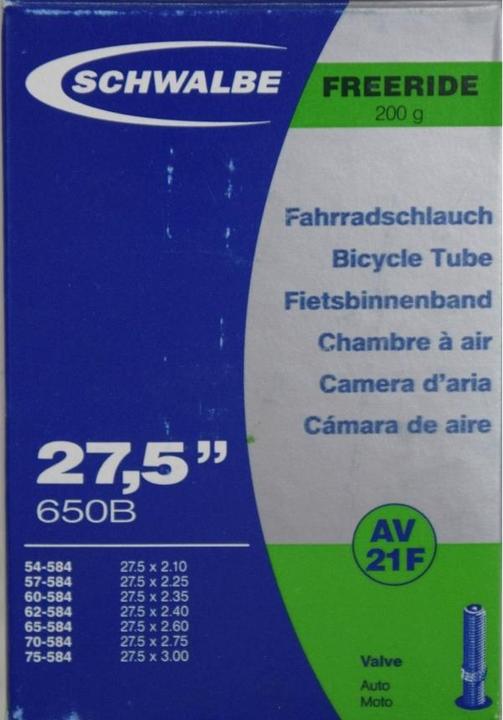 SCHWALBE
FREERIDE
200 g
Fahrradschlauch
Bicycle Tube
Fietsbinnenband
Chambre à air
Camera d'aria
Cámara de aire
27,5”
650B
54-584 27.5 x 2.10
57-584 27.5 x 2.25
60-584 27.5 x 2.35
62-584 27.5 x 2.40
65-584 27.5 x 2.60
70-584 27.5 x 2.75
75-584 27.5 x 3.00
AV
21F
Valve
Auto
Moto